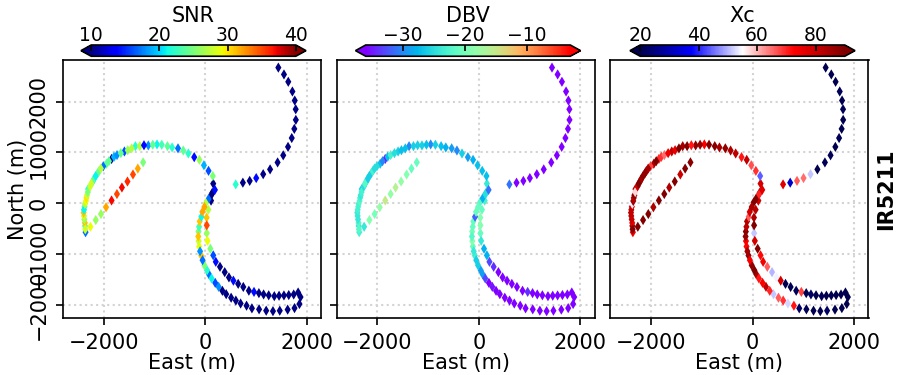 SNR DBV Xc
10 20 30 40 −30 −20 −10 20 40 60 80
North (m)
2000
1000
0
−1000
−2000
IR5211
−2000 0 2000 −2000 0 2000 −2000 0 2000
East (m) East (m) East (m)